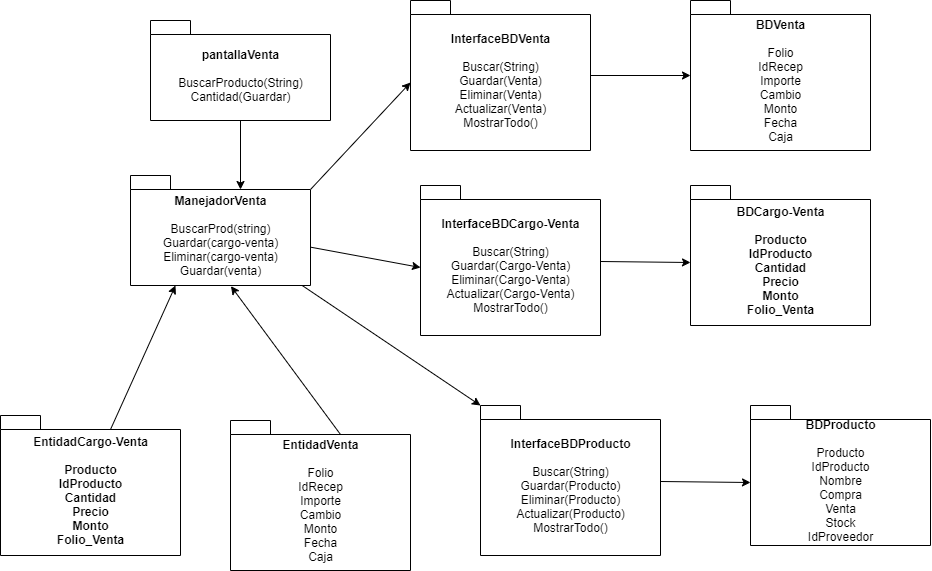 pantallaVenta
BuscarProducto(String)
Cantidad(Guardar)
InterfaceBDVenta
Buscar(String)
Guardar(Venta)
Eliminar(Venta)
Actualizar(Venta)
MostrarTodo()
BDVenta
Folio
IdRecep
Importe
Cambio
Monto
Fecha
Caja
ManejadorVenta
BuscarProd(string)
Guardar(cargo-venta)
Eliminar(cargo-venta)
Guardar(venta)
InterfaceBDCargo-Venta
Buscar(String)
Guardar(Cargo-Venta)
Eliminar(Cargo-Venta)
Actualizar(Cargo-Venta)
MostrarTodo()
BDCargo-Venta
Producto
IdProducto
Cantidad
Precio
Monto
Folio_Venta
EntidadCargo-Venta
Producto
IdProducto
Cantidad
Precio
Monto
Folio_Venta
EntidadVenta
Folio
IdRecep
Importe
Cambio
Monto
Fecha
Caja
InterfaceBDProducto
Buscar(String)
Guardar(Producto)
Eliminar(Producto)
Actualizar(Producto)
MostrarTodo()
BDProducto
Producto
IdProducto
Nombre
Compra
Venta
Stock
IdProveedor